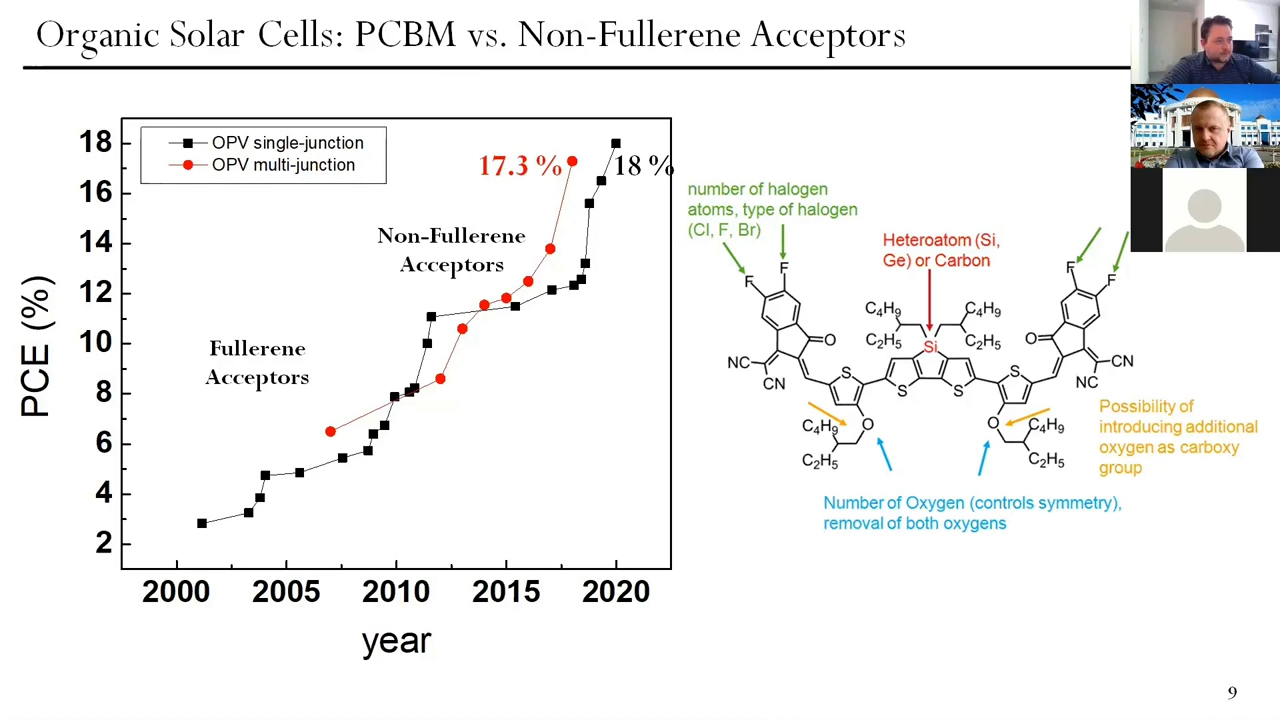 Organic Solar Cells: PCBM vs. Non-Fullerene Acceptors
OPV single-junction
OPV multi-junction
17.3 %
18 %
Non-Fullerene
Acceptors
Fullerene
Acceptors
PCE (%)
18
16
14
12
10
8
6
4
2
2000 2005 2010 2015 2020
year
number of halogen
atoms, type of halogen
(Cl, F, Br)
Heteroatom (Si,
Ge) or Carbon
F
F
F
F
C4H9
C4H9
C2H5
C2H5
Si
O
O
NC
CN
CN
NC
S
S
S
S
O
O
C4H9
C2H5
C4H9
C2H5
Possibility of
introducing additional
oxygen as carboxy
group
Number of Oxygen (controls symmetry),
removal of both oxygens
9